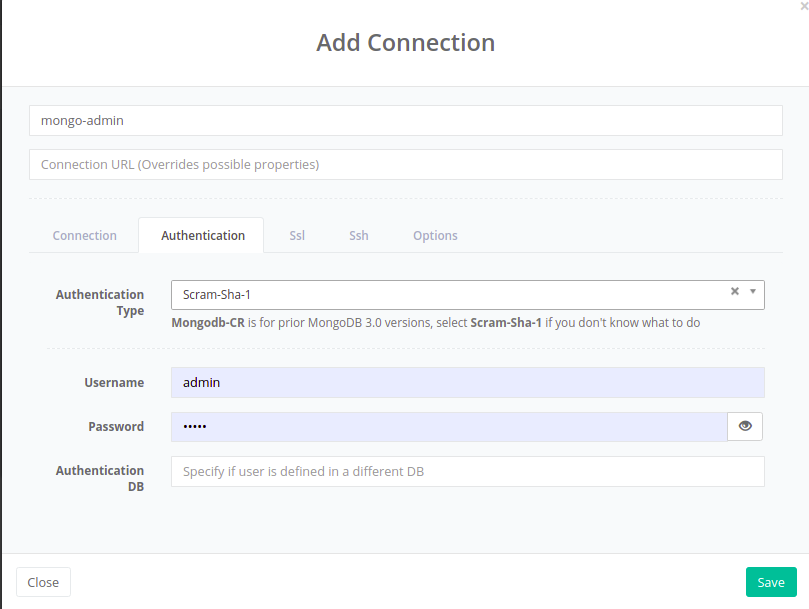 ×
Add Connection
mongo-admin
Connection URL (Overrides possible properties)
Connection Authentication Ssl Ssh Options
Authentication Type
Scram-Sha-1 ×
Mongodb-CR is for prior MongoDB 3.0 versions, select Scram-Sha-1 if you don't know what to do
Username admin
Password •••••
Authentication DB
Specify if user is defined in a different DB
Close Save